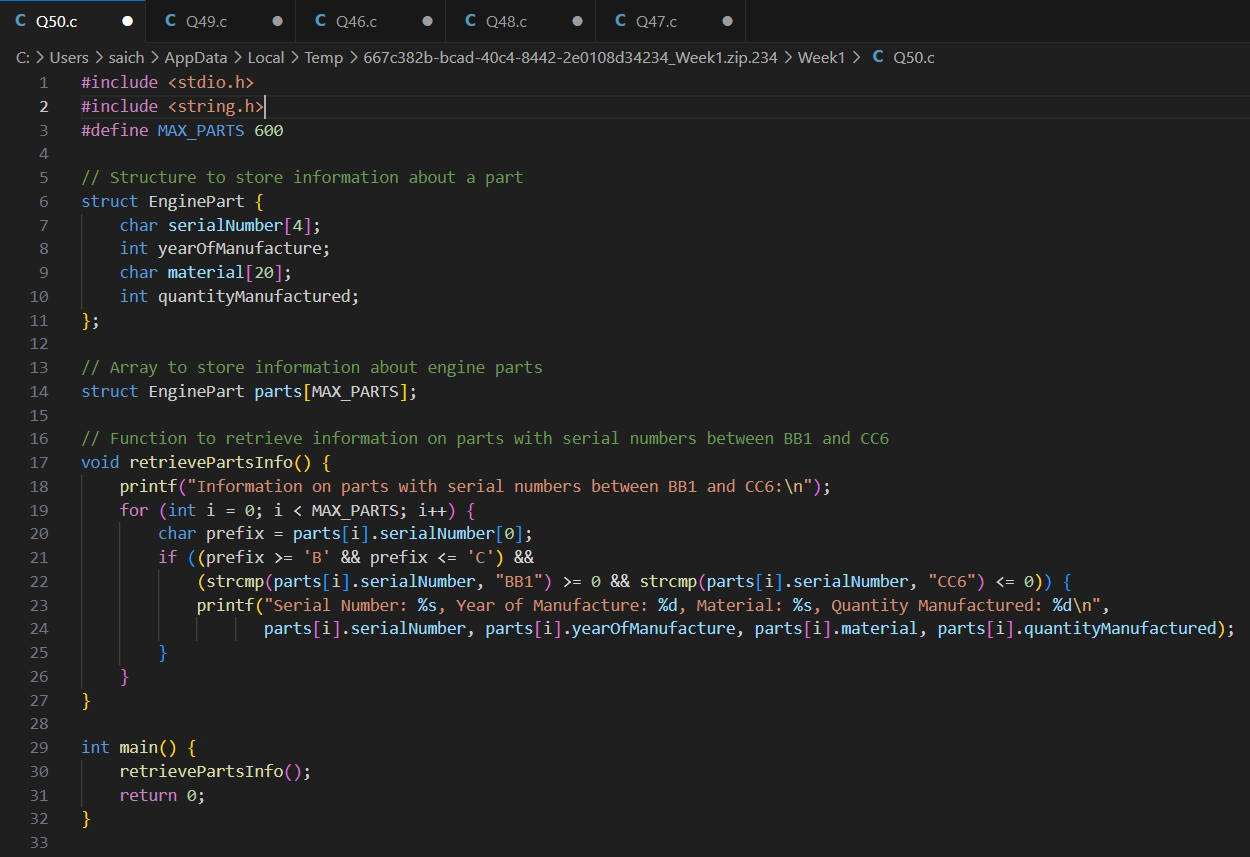 C Q50.c ● C Q49.c ● C Q46.c ● C Q48.c ● C Q47.c ●
C: > Users > saich > AppData > Local > Temp > 667c382b-bcad-40c4-8442-2e0108d34234_Week1.zip.234 > Week1 > C Q50.c
1 #include <stdio.h>
2 #include <string.h>
3 #define MAX_PARTS 600
4
5 // Structure to store information about a part
6 struct EnginePart {
7     char serialNumber[4];
8     int yearOfManufacture;
9     char material[20];
10     int quantityManufactured;
11 };
12
13 // Array to store information about engine parts
14 struct EnginePart parts[MAX_PARTS];
15
16 // Function to retrieve information on parts with serial numbers between BB1 and CC6
17 void retrievePartsInfo() {
18     printf("Information on parts with serial numbers between BB1 and CC6:\n");
19     for (int i = 0; i < MAX_PARTS; i++) {
20         char prefix = parts[i].serialNumber[0];
21         if ((prefix >= 'B' && prefix <= 'C') &&
22             (strcmp(parts[i].serialNumber, "BB1") >= 0 && strcmp(parts[i].serialNumber, "CC6") <= 0)) {
23             printf("Serial Number: %s, Year of Manufacture: %d, Material: %s, Quantity Manufactured: %d\n",
24                    parts[i].serialNumber, parts[i].yearOfManufacture, parts[i].material, parts[i].quantityManufactured);
25         }
26     }
27 }
28
29 int main() {
30     retrievePartsInfo();
31     return 0;
32 }
33